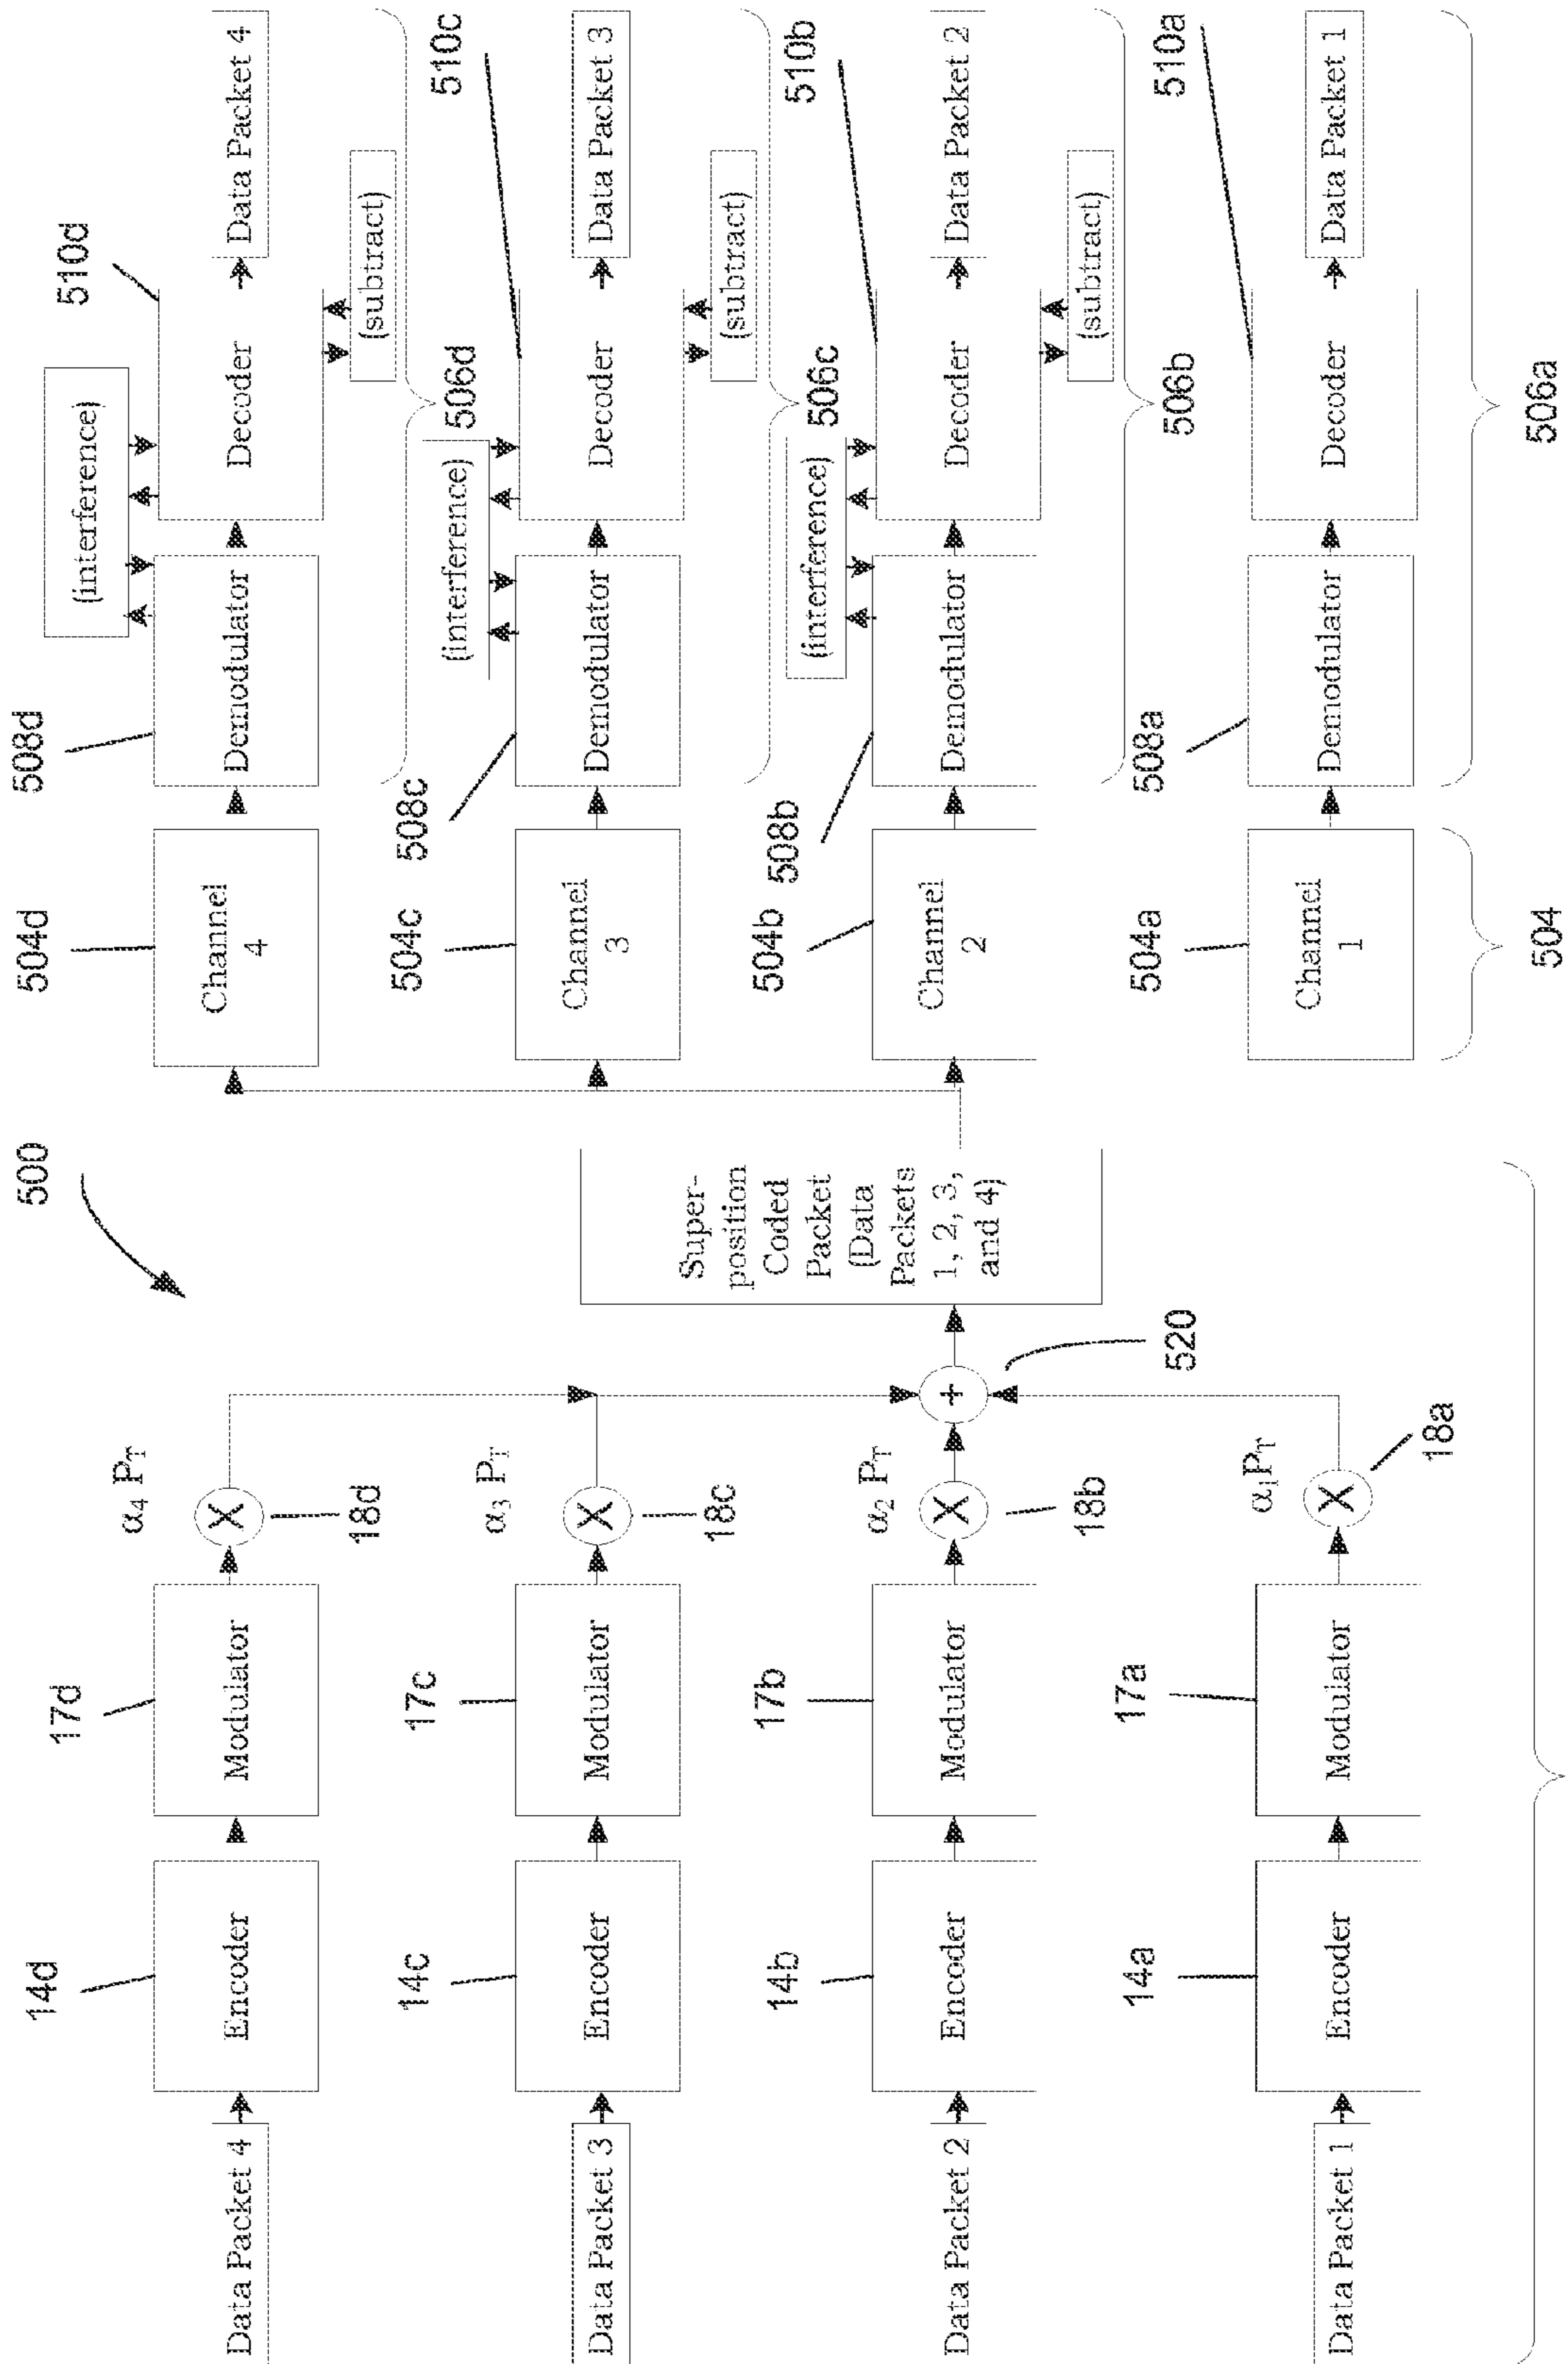 500
Data Packet 4
14d
Encoder
17d
Modulator
α₄ P_T
18d
504d
Channel
4
508d
Demodulator
(interference)
510d
Decoder
(subtract)
Data Packet 4
506d
Data Packet 3
14c
Encoder
17c
Modulator
α₃ P_T
18c
504c
Channel
3
508c
Demodulator
(interference)
510c
Decoder
(subtract)
Data Packet 3
506c
Data Packet 2
14b
Encoder
17b
Modulator
α₂ P_T
18b
+
520
Super-
position
Coded
Packet
(Data
Packets
1, 2, 3,
and 4)
504b
Channel
2
508b
Demodulator
(interference)
510b
Decoder
(subtract)
Data Packet 2
506b
Data Packet 1
14a
Encoder
17a
Modulator
α₁P_T
18a
504a
Channel
1
508a
Demodulator
510a
Decoder
Data Packet 1
504
506a